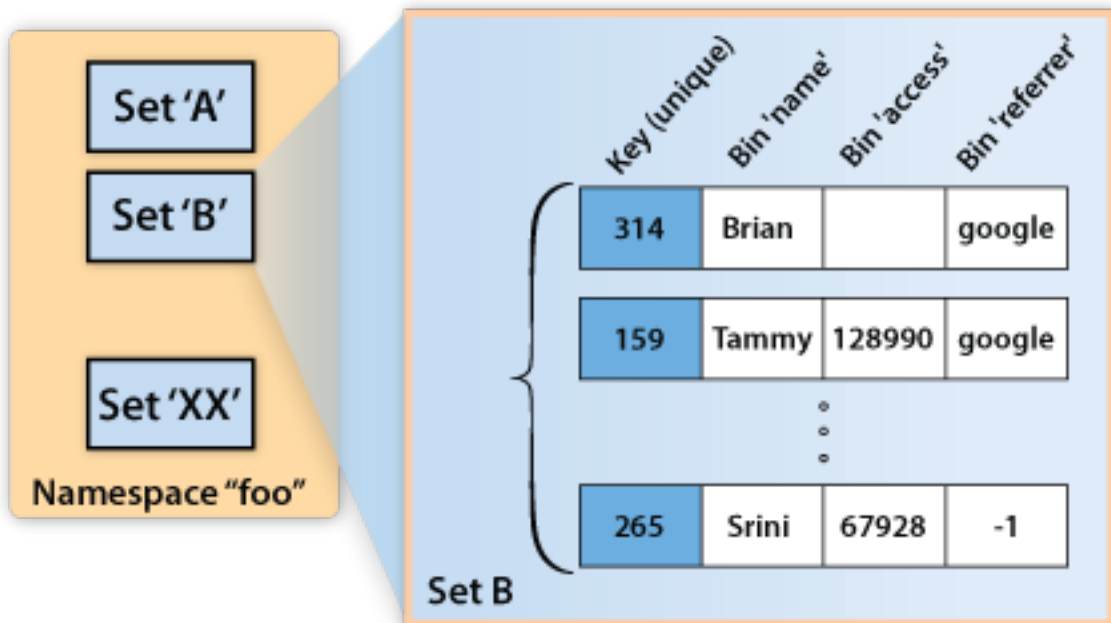 Set ‘A’
Set ‘B’
Set ‘XX’
Namespace “foo”
Key (unique)
Bin 'name'
Bin 'access'
Bin 'referrer'
314 Brian google
159 Tammy 128990 google
265 Srini 67928 -1
Set B